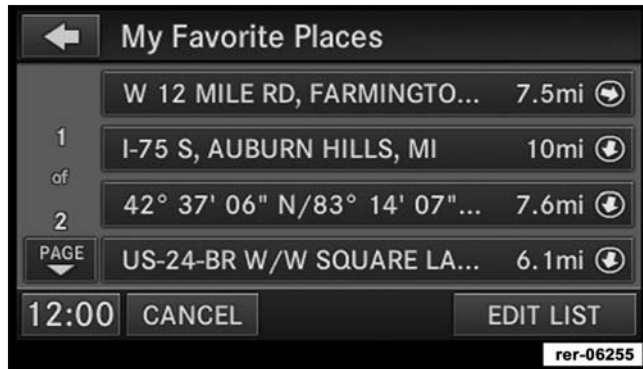 My Favorite Places
W 12 MILE RD, FARMINGTO... 7.5mi
I-75 S, AUBURN HILLS, MI 10mi
42° 37' 06" N/83° 14' 07"... 7.6mi
US-24-BR W/W SQUARE LA... 6.1mi
1
of
2
PAGE
12:00 CANCEL EDIT LIST
rer-06255